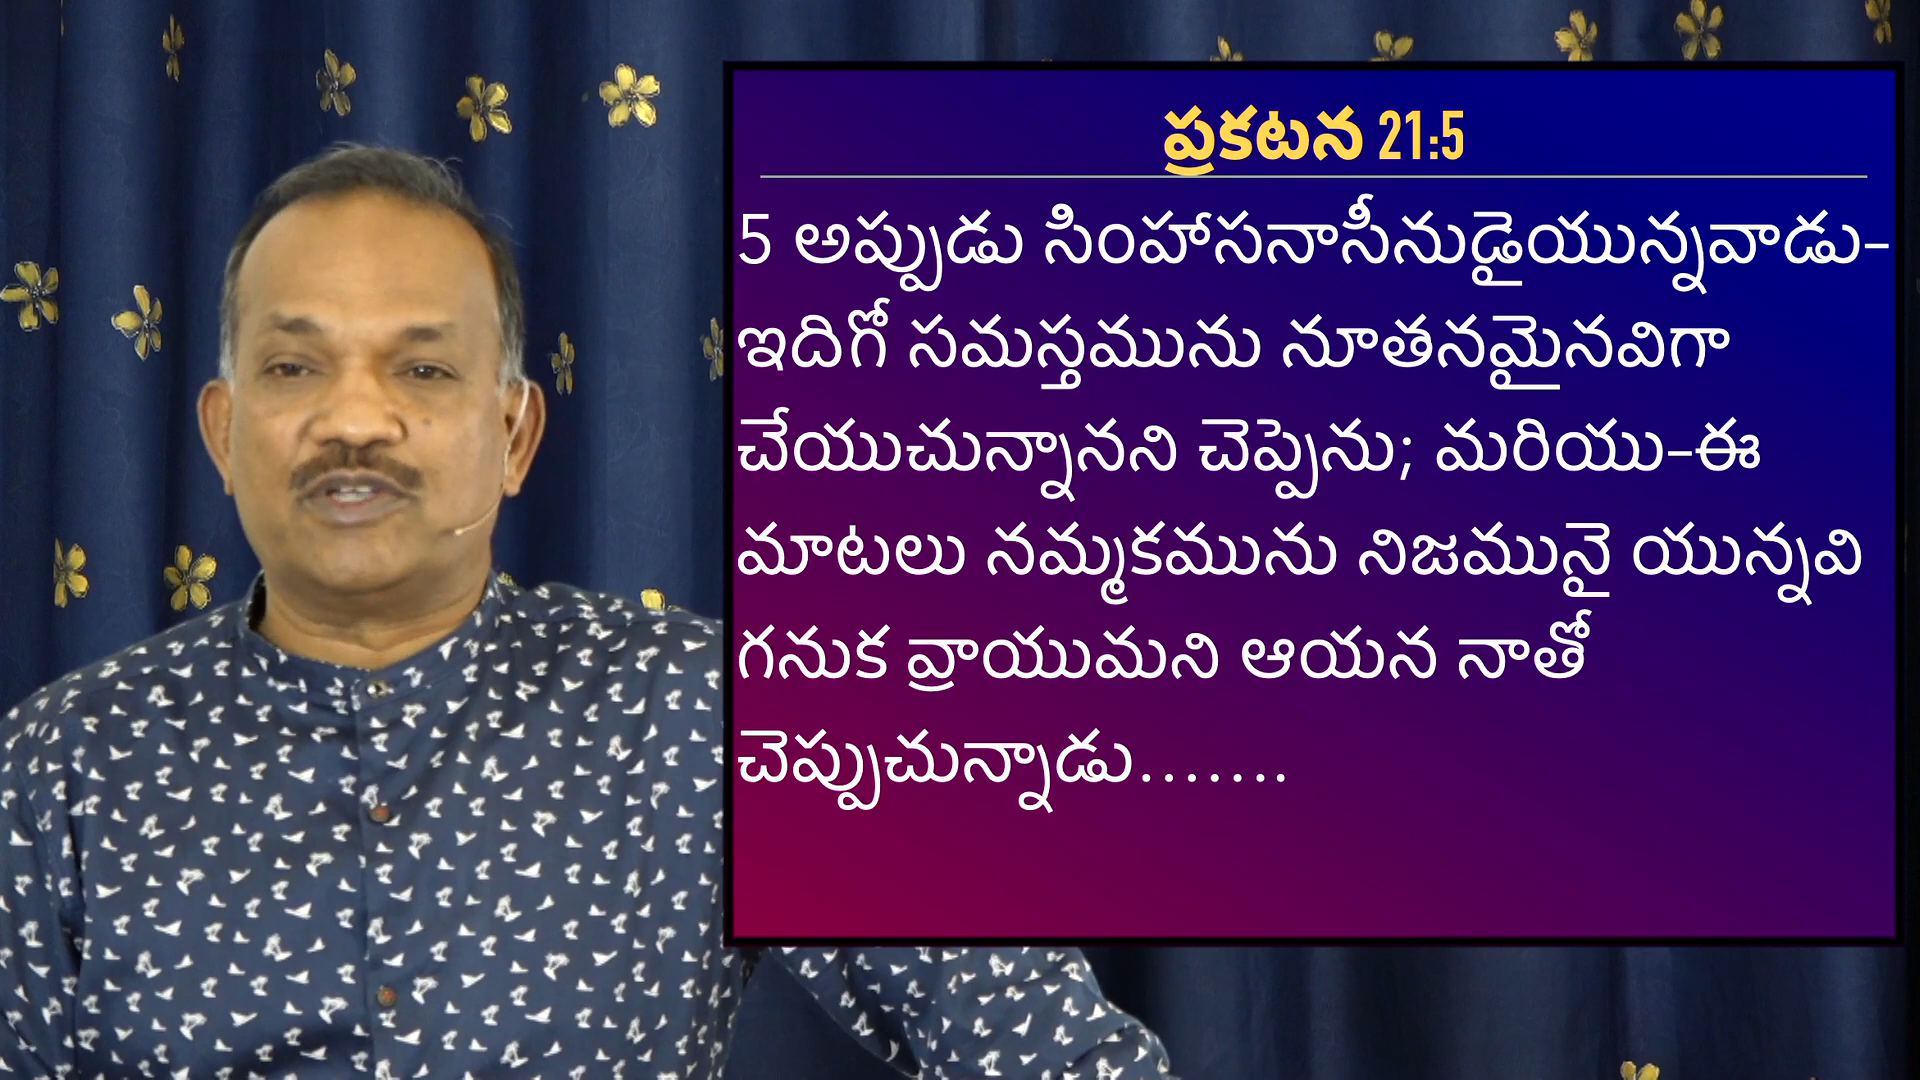 ప్రకటన 21:5
5 అప్పుడు సింహాసనాసీనుడైయున్నవాడు-
ఇదిగో సమస్తమును నూతనమైనవిగా
చేయుచున్నానని చెప్పెను; మరియు-ఈ
మాటలు నమ్మకమును నిజమునై యున్నవి
గనుక వ్రాయుమని ఆయన నాతో
చెప్పుచున్నాడు.......